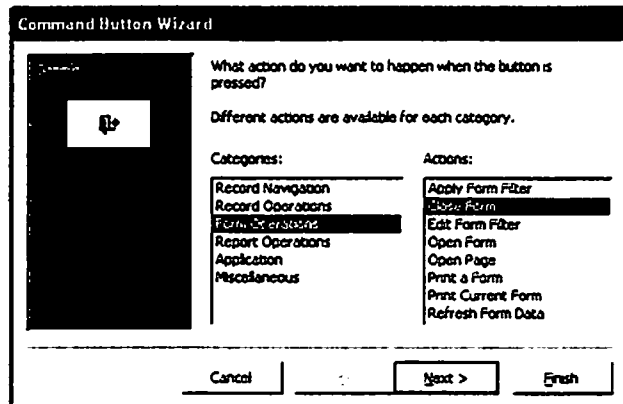 Command Button Wizard
What action do you want to happen when the button is
pressed?
Different actions are available for each category.
Categories:
Record Navigation
Record Operations
Form Operations
Report Operations
Application
Miscellaneous
Actions:
Apply Form Filter
Close Form
Edit Form Filter
Open Form
Open Page
Print a Form
Print Current Form
Refresh Form Data
Cancel
Next >
Finish